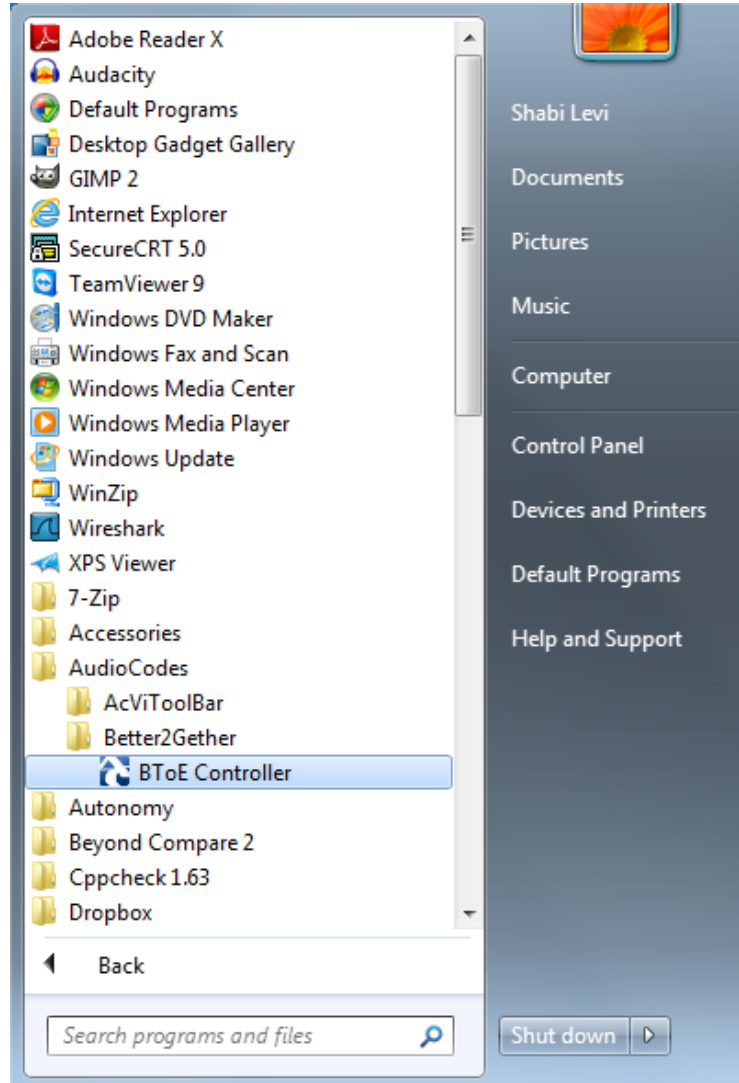 Adobe Reader X
Audacity
Default Programs
Desktop Gadget Gallery
GIMP 2
Internet Explorer
SecureCRT 5.0
TeamViewer 9
Windows DVD Maker
Windows Fax and Scan
Windows Media Center
Windows Media Player
Windows Update
WinZip
Wireshark
XPS Viewer
7-Zip
Accessories
AudioCodes
AcViToolBar
Better2Gether
BToE Controller
Autonomy
Beyond Compare 2
Cppcheck 1.63
Dropbox
Back
Search programs and files
Shabi Levi
Documents
Pictures
Music
Computer
Control Panel
Devices and Printers
Default Programs
Help and Support
Shut down